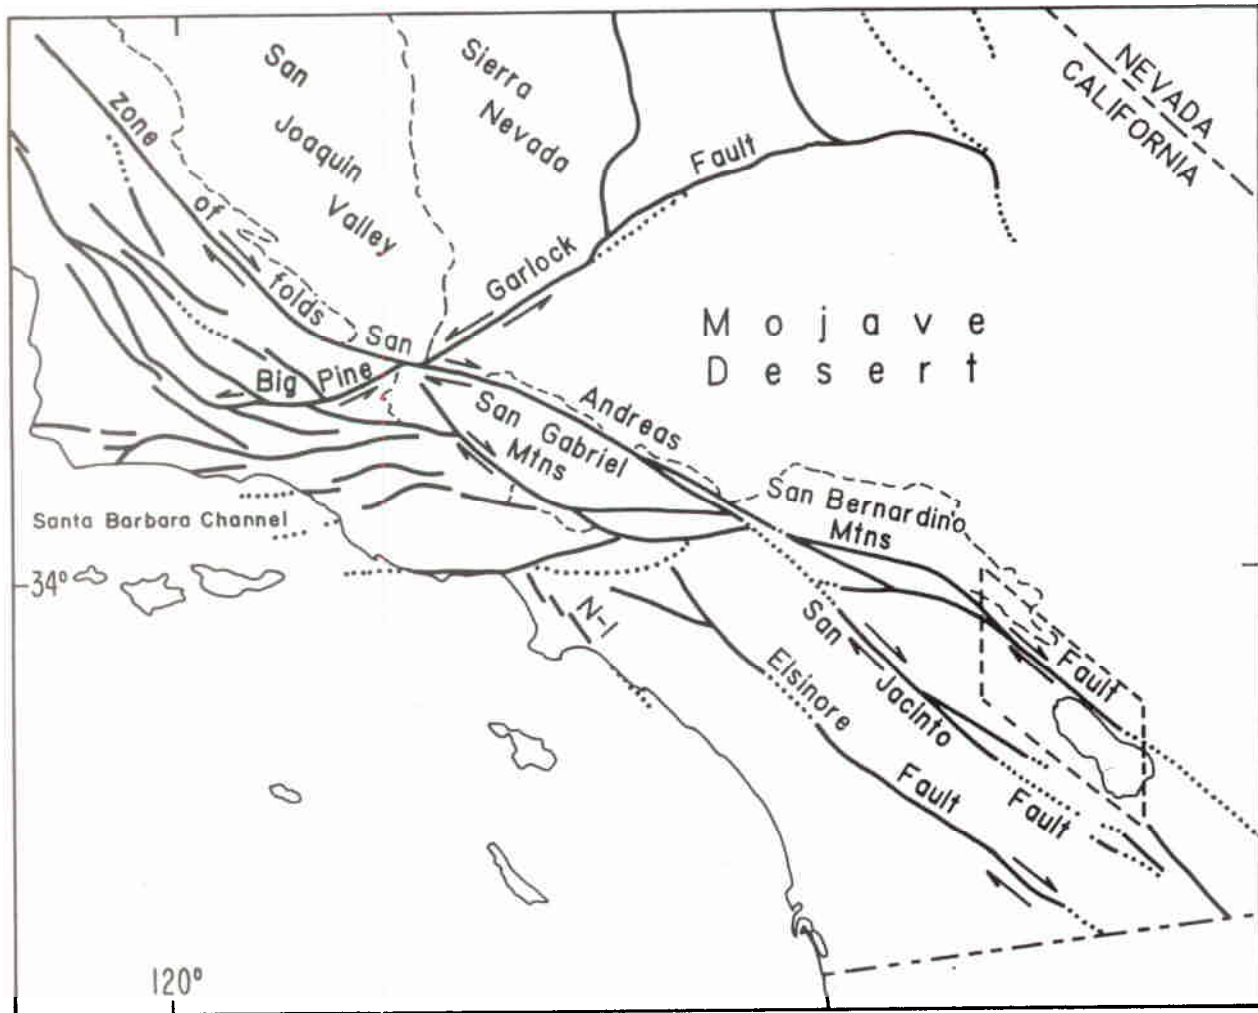 NEVADA
CALIFORNIA
San
Joaquin
Valley
Sierra
Nevada
zone
of
folds
Garlock
Fault
Mojave
Desert
San
Andreas
Fault
Big Pine
San Gabriel
Mtns
San Bernardino
Mtns
Santa Barbara Channel
34°
N-I
San
Jacinto
Fault
Elsinore
Fault
120°